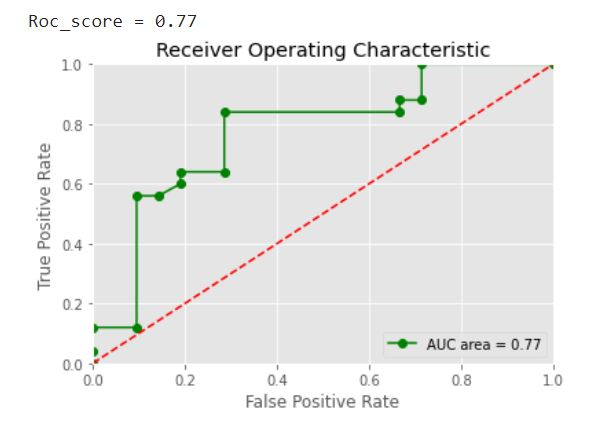 Roc_score = 0.77
Receiver Operating Characteristic
1.0
0.8
0.6
0.4
0.2
0.0
True Positive Rate
AUC area = 0.77
0.0 0.2 0.4 0.6 0.8 1.0
False Positive Rate